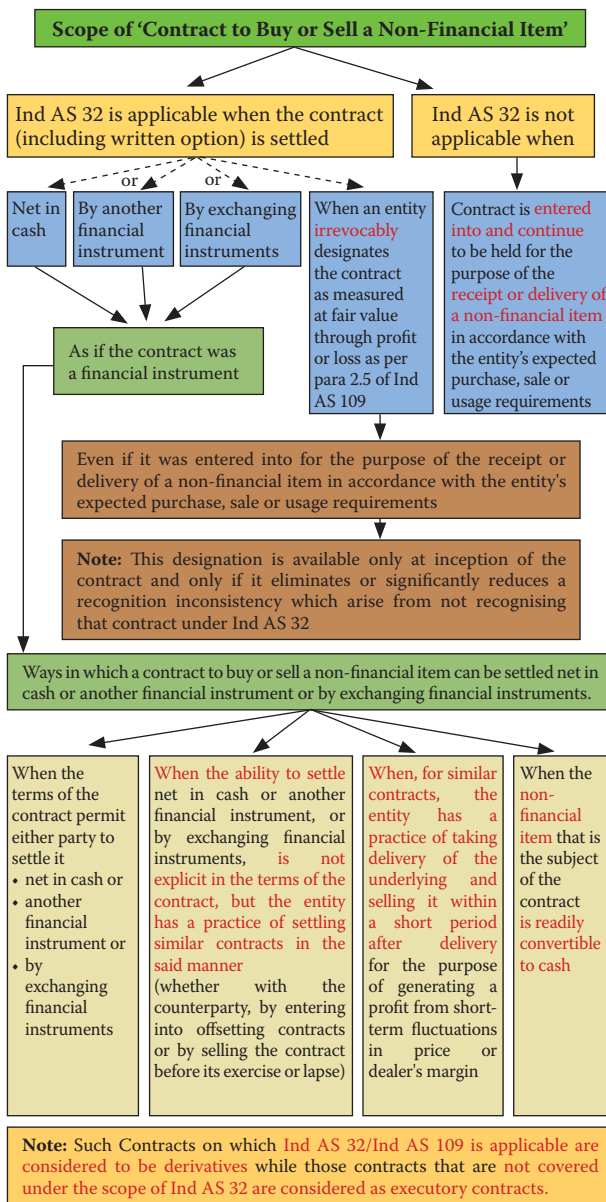 Scope of ‘Contract to Buy or Sell a Non-Financial Item’
Ind AS 32 is applicable when the contract
(including written option) is settled
Ind AS 32 is not
applicable when
or
or
Net in
cash
By another
financial
instrument
By exchanging
financial
instruments
When an entity
irrevocably
designates
the contract
as measured
at fair value
through profit
or loss as per
para 2.5 of Ind
AS 109
Contract is entered
into and continue
to be held for the
purpose of the
receipt or delivery of
a non-financial item
in accordance with
the entity’s expected
purchase, sale or
usage requirements
As if the contract was
a financial instrument
Even if it was entered into for the purpose of the receipt or
delivery of a non-financial item in accordance with the entity's
expected purchase, sale or usage requirements
Note: This designation is available only at inception of the
contract and only if it eliminates or significantly reduces a
recognition inconsistency which arise from not recognising
that contract under Ind AS 32
Ways in which a contract to buy or sell a non-financial item can be settled net in
cash or another financial instrument or by exchanging financial instruments.
When the
terms of the
contract permit
either party to
settle it
• net in cash or
• another
financial
instrument or
• by
exchanging
financial
instruments
When the ability to settle
net in cash or another
financial instrument, or
by exchanging financial
instruments, is not
explicit in the terms of the
contract, but the entity
has a practice of settling
similar contracts in the
said manner
(whether with the
counterparty, by entering
into offsetting contracts
or by selling the contract
before its exercise or lapse)
When, for similar
contracts, the
entity has a
practice of taking
delivery of the
underlying and
selling it within
a short period
after delivery
for the purpose
of generating a
profit from short-
term fluctuations
in price or
dealer's margin
When the
non-
financial
item that is
the subject
of the
contract
is readily
convertible
to cash
Note: Such Contracts on which Ind AS 32/Ind AS 109 is applicable are
considered to be derivatives while those contracts that are not covered
under the scope of Ind AS 32 are considered as executory contracts.